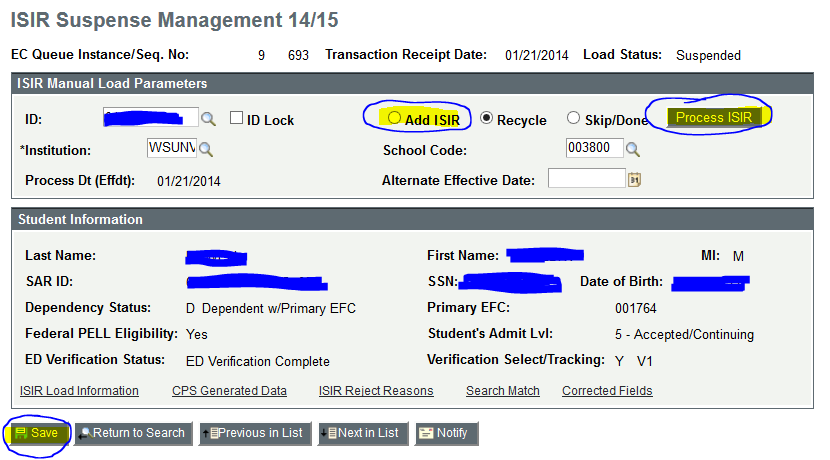 ISIR Suspense Management 14/15
EC Queue Instance/Seq. No: 9 693 Transaction Receipt Date: 01/21/2014 Load Status: Suspended
ISIR Manual Load Parameters
ID: ID Lock Add ISIR Recycle Skip/Done Process ISIR
*Institution: WSUNV School Code: 003800
Process Dt (Effdt): 01/21/2014 Alternate Effective Date:
Student Information
Last Name: First Name: MI: M
SAR ID: SSN: Date of Birth:
Dependency Status: D Dependent w/Primary EFC Primary EFC: 001764
Federal PELL Eligibility: Yes Student's Admit Lvl: 5 - Accepted/Continuing
ED Verification Status: ED Verification Complete Verification Select/Tracking: Y V1
ISIR Load Information CPS Generated Data ISIR Reject Reasons Search Match Corrected Fields
Save Return to Search Previous in List Next in List Notify